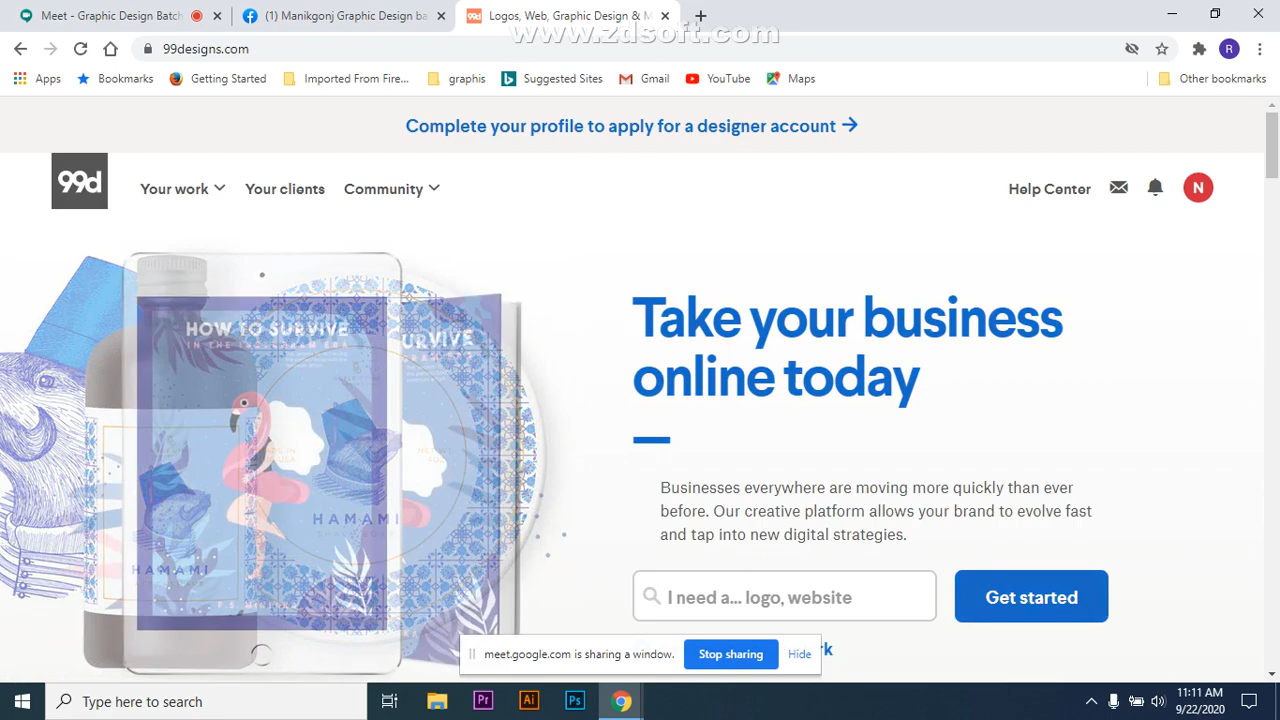 Meet - Graphic Design Batch
(1) Manikgonj Graphic Design ba
Logos, Web, Graphic Design & M
www.zdsoft.com
99designs.com
R
Apps
Bookmarks
Getting Started
Imported From Fire...
graphis
Suggested Sites
Gmail
YouTube
Maps
Other bookmarks
Complete your profile to apply for a designer account →
99d
Your work
Your clients
Community
Help Center
N
HOW TO SURVIVE
SURVIVE
HAMAMI
HAMAMI
Take your business
online today
Businesses everywhere are moving more quickly than ever
before. Our creative platform allows your brand to evolve fast
and tap into new digital strategies.
I need a... logo, website
Get started
meet.google.com is sharing a window.
Stop sharing
Hide
Type here to search
Pr
Ai
Ps
11:11 AM
9/22/2020